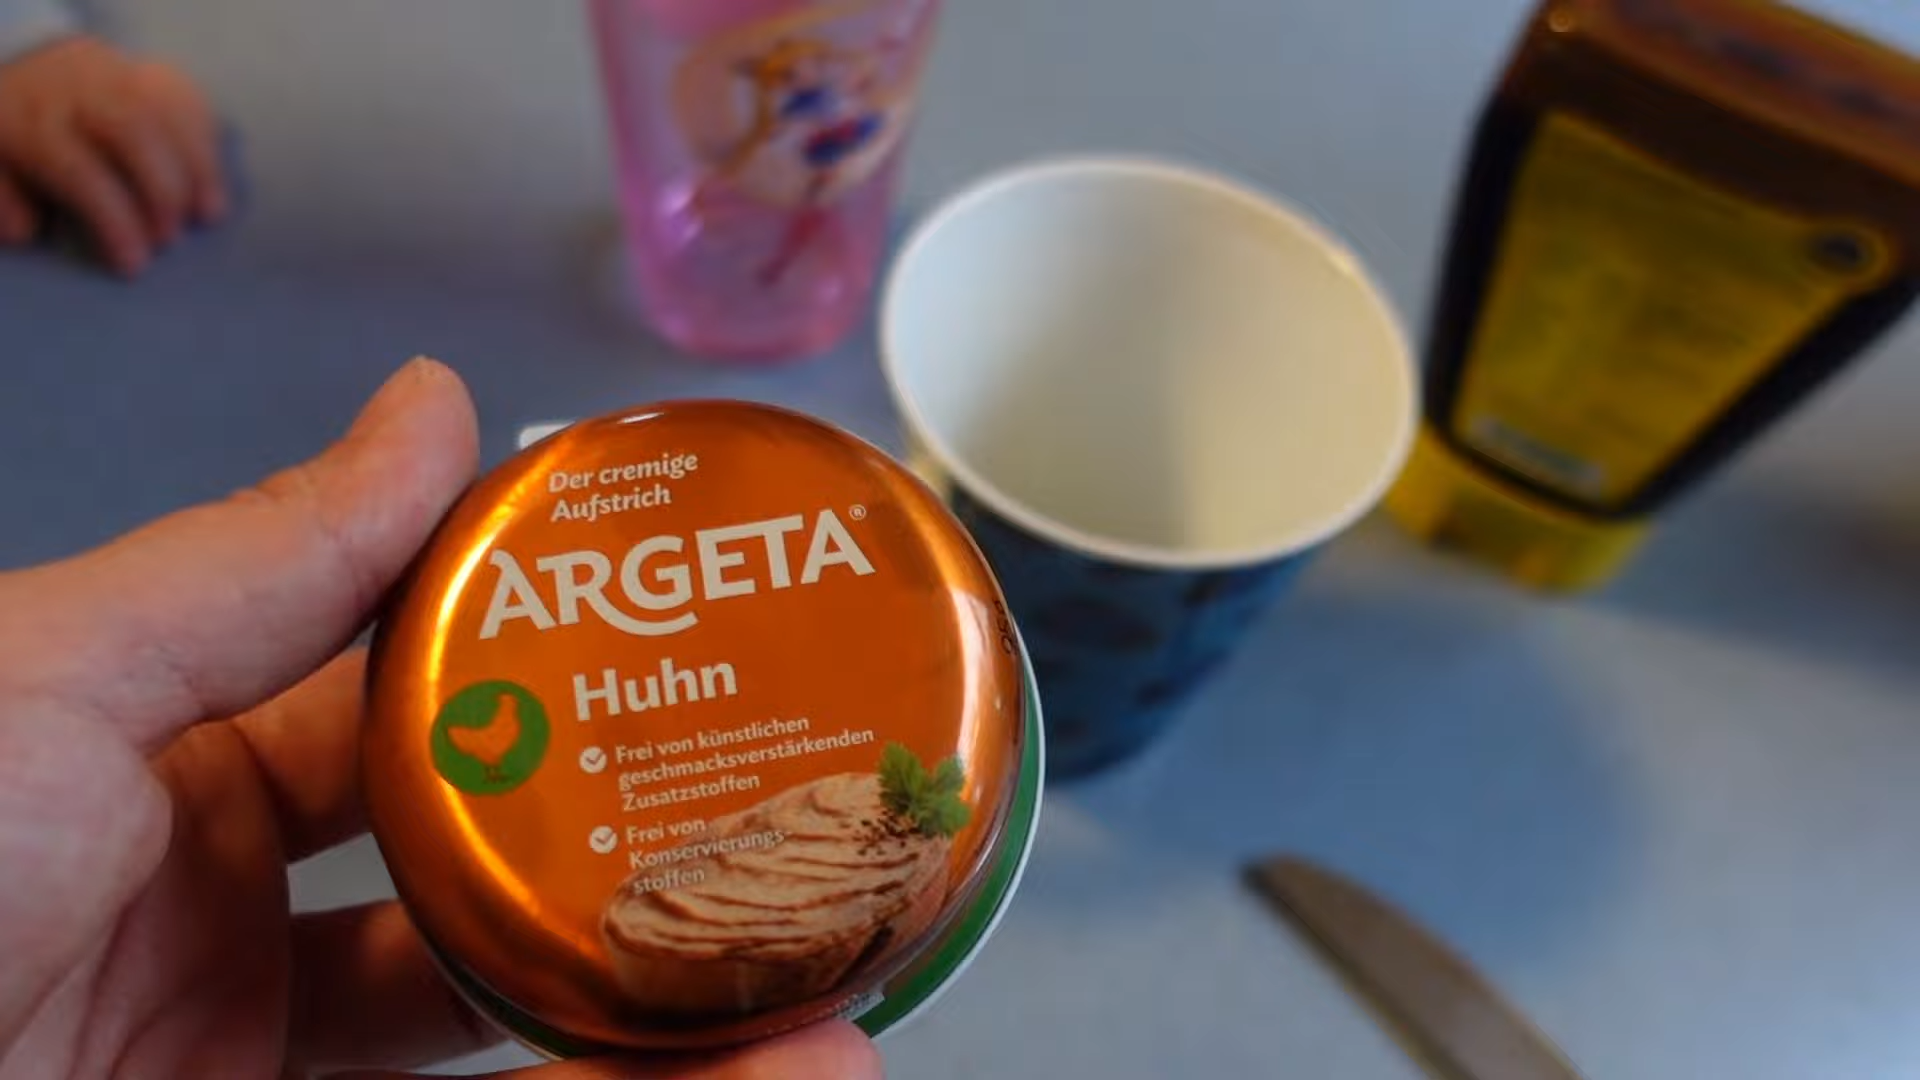 Der cremige
Aufstrich
ARGETA®
Huhn
Frei von künstlichen
geschmacksverstärkenden
Zusatzstoffen
Frei von
Konservierungs-
stoffen